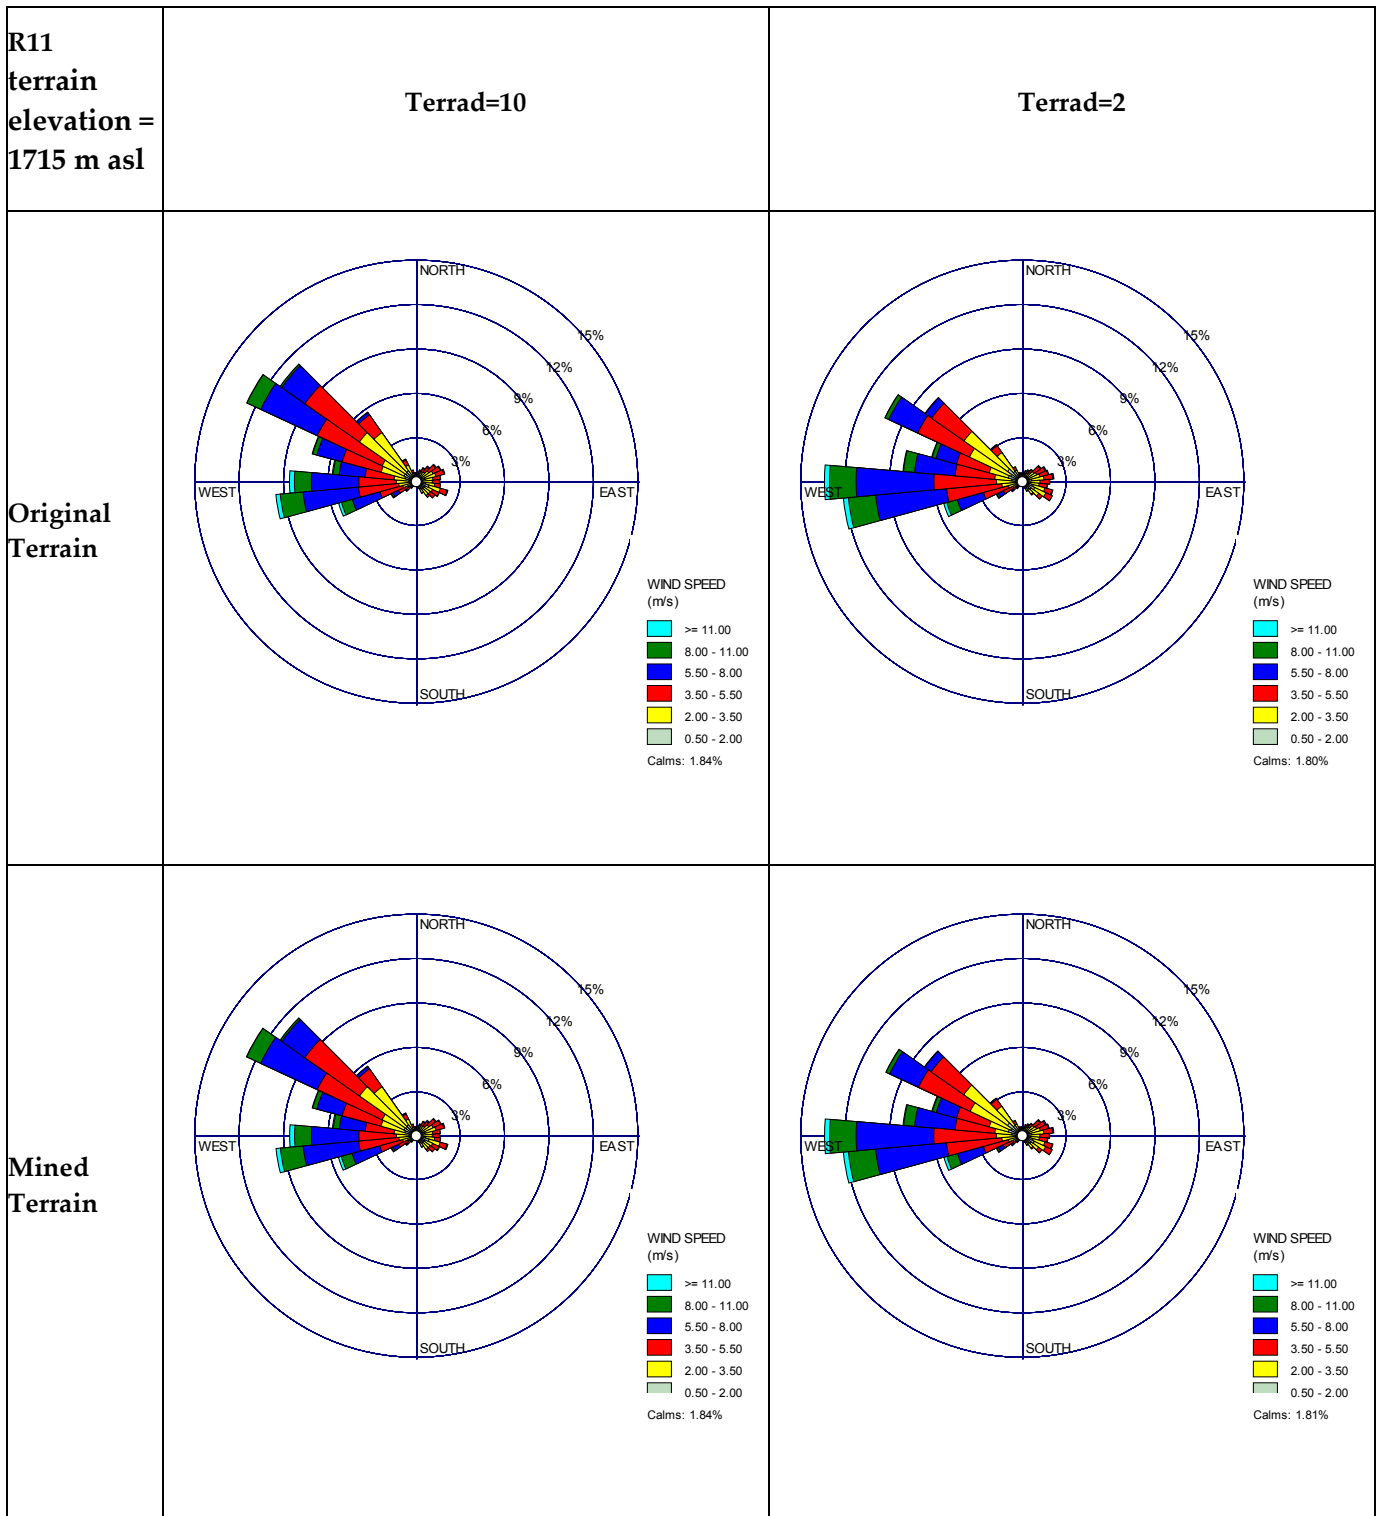 R11
terrain
elevation =
1715 m asl
Terrad=10
Terrad=2
Original
Terrain
NORTH
15%
12%
9%
6%
3%
WEST
EAST
SOUTH
WIND SPEED
(m/s)
>= 11.00
8.00 - 11.00
5.50 - 8.00
3.50 - 5.50
2.00 - 3.50
0.50 - 2.00
Calms: 1.84%
NORTH
15%
12%
9%
6%
3%
WEST
EAST
SOUTH
WIND SPEED
(m/s)
>= 11.00
8.00 - 11.00
5.50 - 8.00
3.50 - 5.50
2.00 - 3.50
0.50 - 2.00
Calms: 1.80%
Mined
Terrain
NORTH
15%
12%
9%
6%
3%
WEST
EAST
SOUTH
WIND SPEED
(m/s)
>= 11.00
8.00 - 11.00
5.50 - 8.00
3.50 - 5.50
2.00 - 3.50
0.50 - 2.00
Calms: 1.84%
NORTH
15%
12%
9%
6%
3%
WEST
EAST
SOUTH
WIND SPEED
(m/s)
>= 11.00
8.00 - 11.00
5.50 - 8.00
3.50 - 5.50
2.00 - 3.50
0.50 - 2.00
Calms: 1.81%